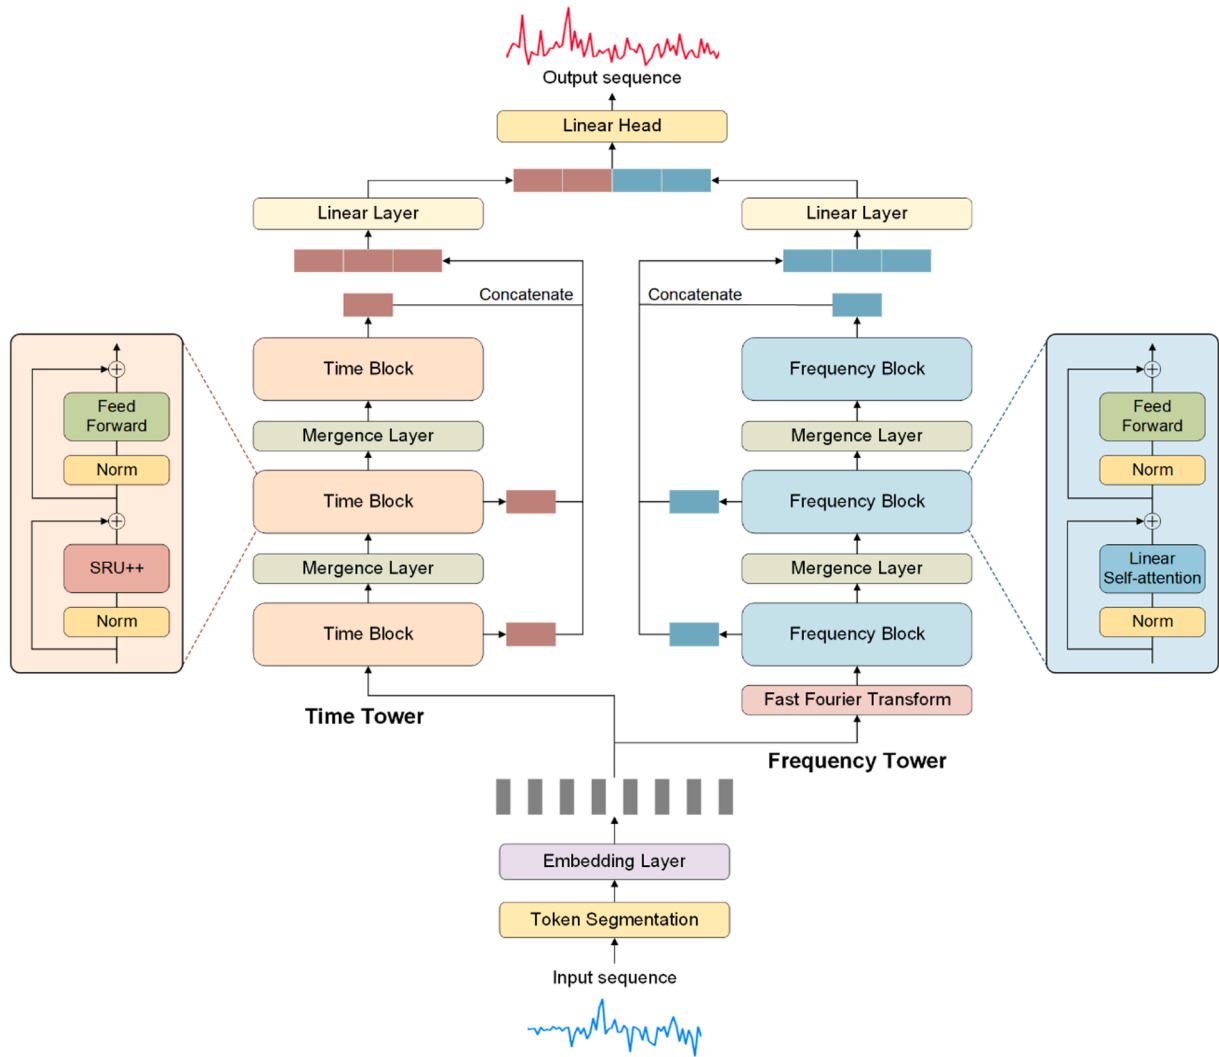 Output sequence
Linear Head
Linear Layer
Linear Layer
Concatenate
Concatenate
Time Block
Frequency Block
Mergence Layer
Mergence Layer
Time Block
Frequency Block
Mergence Layer
Mergence Layer
Time Block
Frequency Block
Fast Fourier Transform
Feed
Forward
Norm
SRU++
Norm
Feed
Forward
Norm
Linear
Self-attention
Norm
Time Tower
Frequency Tower
Embedding Layer
Token Segmentation
Input sequence